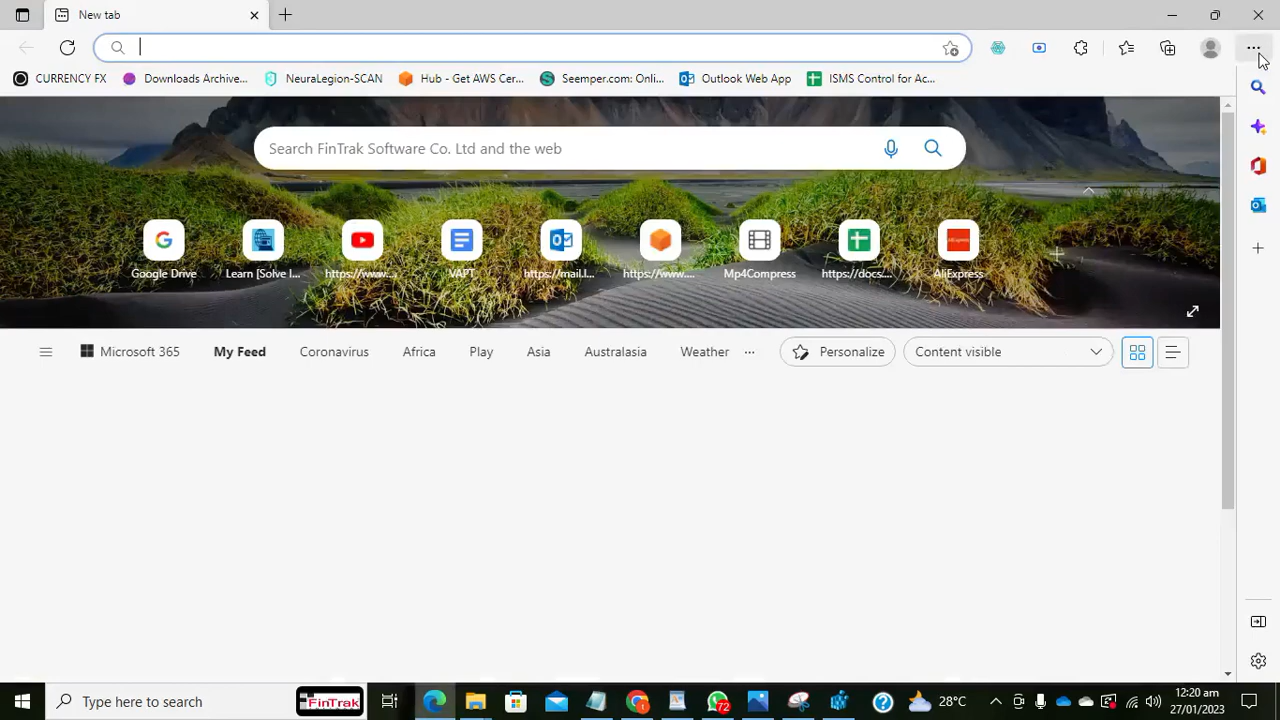 New tab
CURRENCY FX Downloads Archive... NeuraLegion-SCAN Hub - Get AWS Cer... Seemper.com: Onli... Outlook Web App ISMS Control for Ac...
Search FinTrak Software Co. Ltd and the web
Google Drive Learn [Solve I... https://www.... VAPT https://mail.l... https://www.... Mp4Compress https://docs.... AliExpress
Microsoft 365 My Feed Coronavirus Africa Play Asia Australasia Weather ... Personalize Content visible
Type here to search FinTrak 72 28°C 12:20 am
27/01/2023